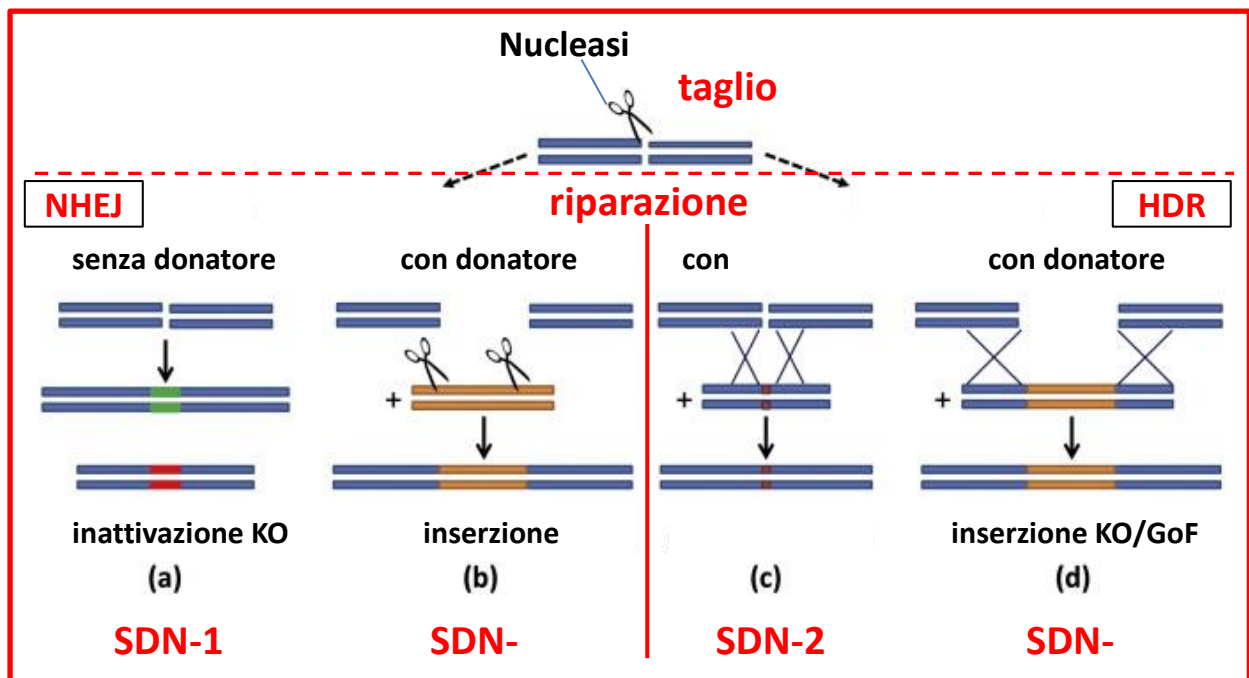 Nucleasi
taglio
NHEJ
riparazione
HDR
senza donatore
con donatore
con
con donatore
+
+
+
inattivazione KO
inserzione
inserzione KO/GoF
(a)
(b)
(c)
(d)
SDN-1
SDN-
SDN-2
SDN-